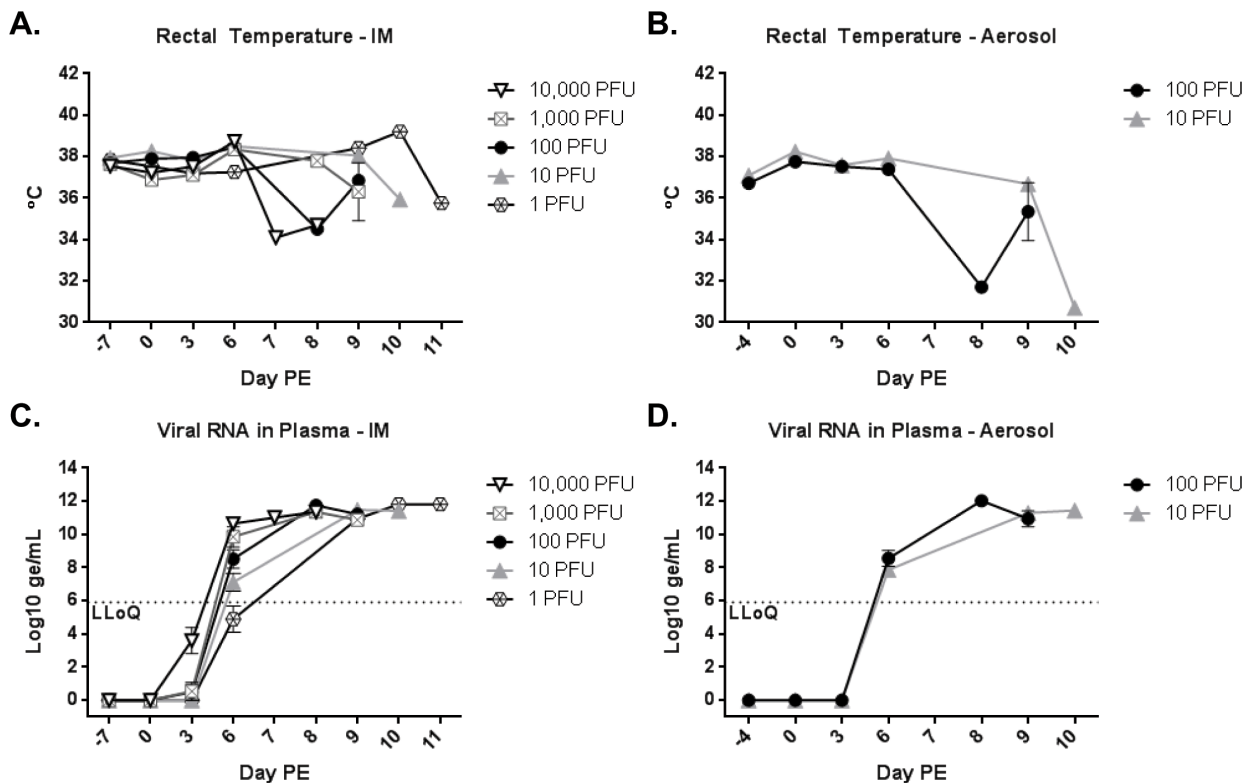 A.
Rectal Temperature - IM
42
40
38
36
34
32
30
ºC
-7 0 3 6 7 8 9 10 11
Day PE
10,000 PFU
1,000 PFU
100 PFU
10 PFU
1 PFU
B.
Rectal Temperature - Aerosol
42
40
38
36
34
32
30
ºC
-4 0 3 6 7 8 9 10
Day PE
100 PFU
10 PFU
C.
Viral RNA in Plasma - IM
14
12
10
8
6
4
2
0
Log10 ge/mL
LLoQ
-7 0 3 6 7 8 9 10 11
Day PE
10,000 PFU
1,000 PFU
100 PFU
10 PFU
1 PFU
D.
Viral RNA in Plasma - Aerosol
14
12
10
8
6
4
2
0
Log10 ge/mL
LLoQ
-4 0 3 6 7 8 9 10
Day PE
100 PFU
10 PFU